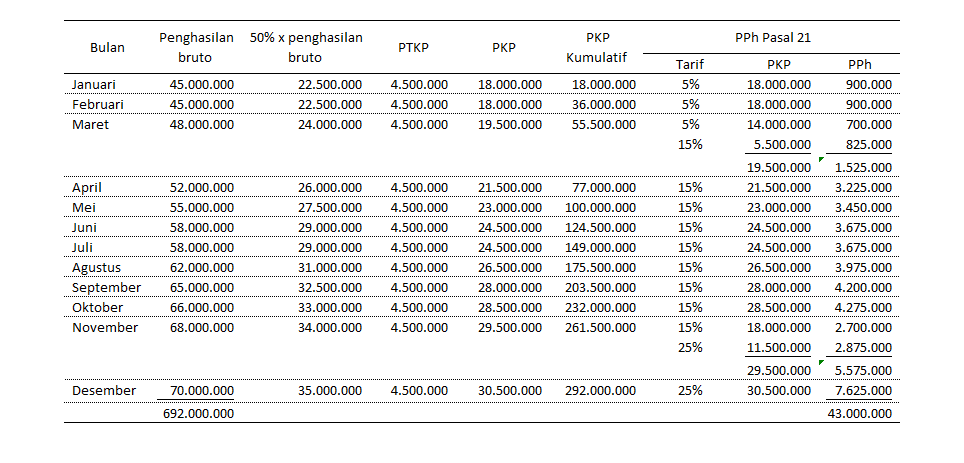 Bulan Penghasilan bruto 50% x penghasilan bruto PTKP PKP PKP Kumulatif PPh Pasal 21
Tarif PKP PPh
Januari 45.000.000 22.500.000 4.500.000 18.000.000 18.000.000 5% 18.000.000 900.000
Februari 45.000.000 22.500.000 4.500.000 18.000.000 36.000.000 5% 18.000.000 900.000
Maret 48.000.000 24.000.000 4.500.000 19.500.000 55.500.000 5% 14.000.000 700.000
15% 5.500.000 825.000
19.500.000 1.525.000
April 52.000.000 26.000.000 4.500.000 21.500.000 77.000.000 15% 21.500.000 3.225.000
Mei 55.000.000 27.500.000 4.500.000 23.000.000 100.000.000 15% 23.000.000 3.450.000
Juni 58.000.000 29.000.000 4.500.000 24.500.000 124.500.000 15% 24.500.000 3.675.000
Juli 58.000.000 29.000.000 4.500.000 24.500.000 149.000.000 15% 24.500.000 3.675.000
Agustus 62.000.000 31.000.000 4.500.000 26.500.000 175.500.000 15% 26.500.000 3.975.000
September 65.000.000 32.500.000 4.500.000 28.000.000 203.500.000 15% 28.000.000 4.200.000
Oktober 66.000.000 33.000.000 4.500.000 28.500.000 232.000.000 15% 28.500.000 4.275.000
November 68.000.000 34.000.000 4.500.000 29.500.000 261.500.000 15% 18.000.000 2.700.000
25% 11.500.000 2.875.000
29.500.000 5.575.000
Desember 70.000.000 35.000.000 4.500.000 30.500.000 292.000.000 25% 30.500.000 7.625.000
692.000.000 43.000.000